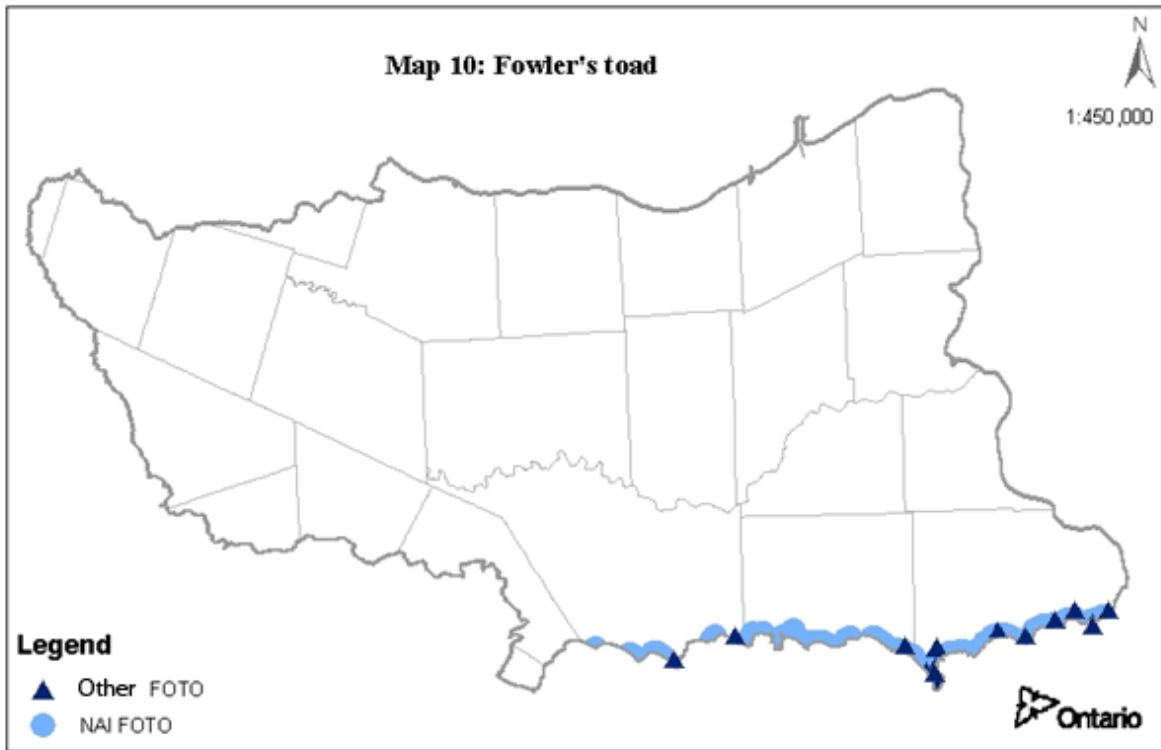 Map 10: Fowler's toad
N
1:450,000
Legend
Other FOTO
NAI FOTO
Ontario